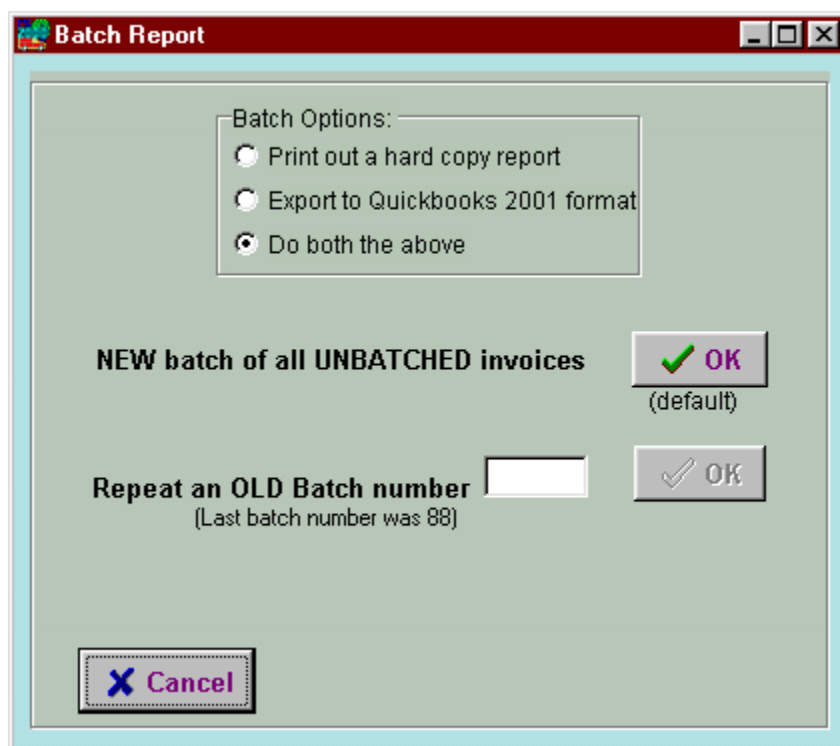 Batch Report
Batch Options:
Print out a hard copy report
Export to Quickbooks 2001 format
Do both the above
NEW batch of all UNBATCHED invoices
OK
(default)
Repeat an OLD Batch number
OK
(Last batch number was 88)
Cancel